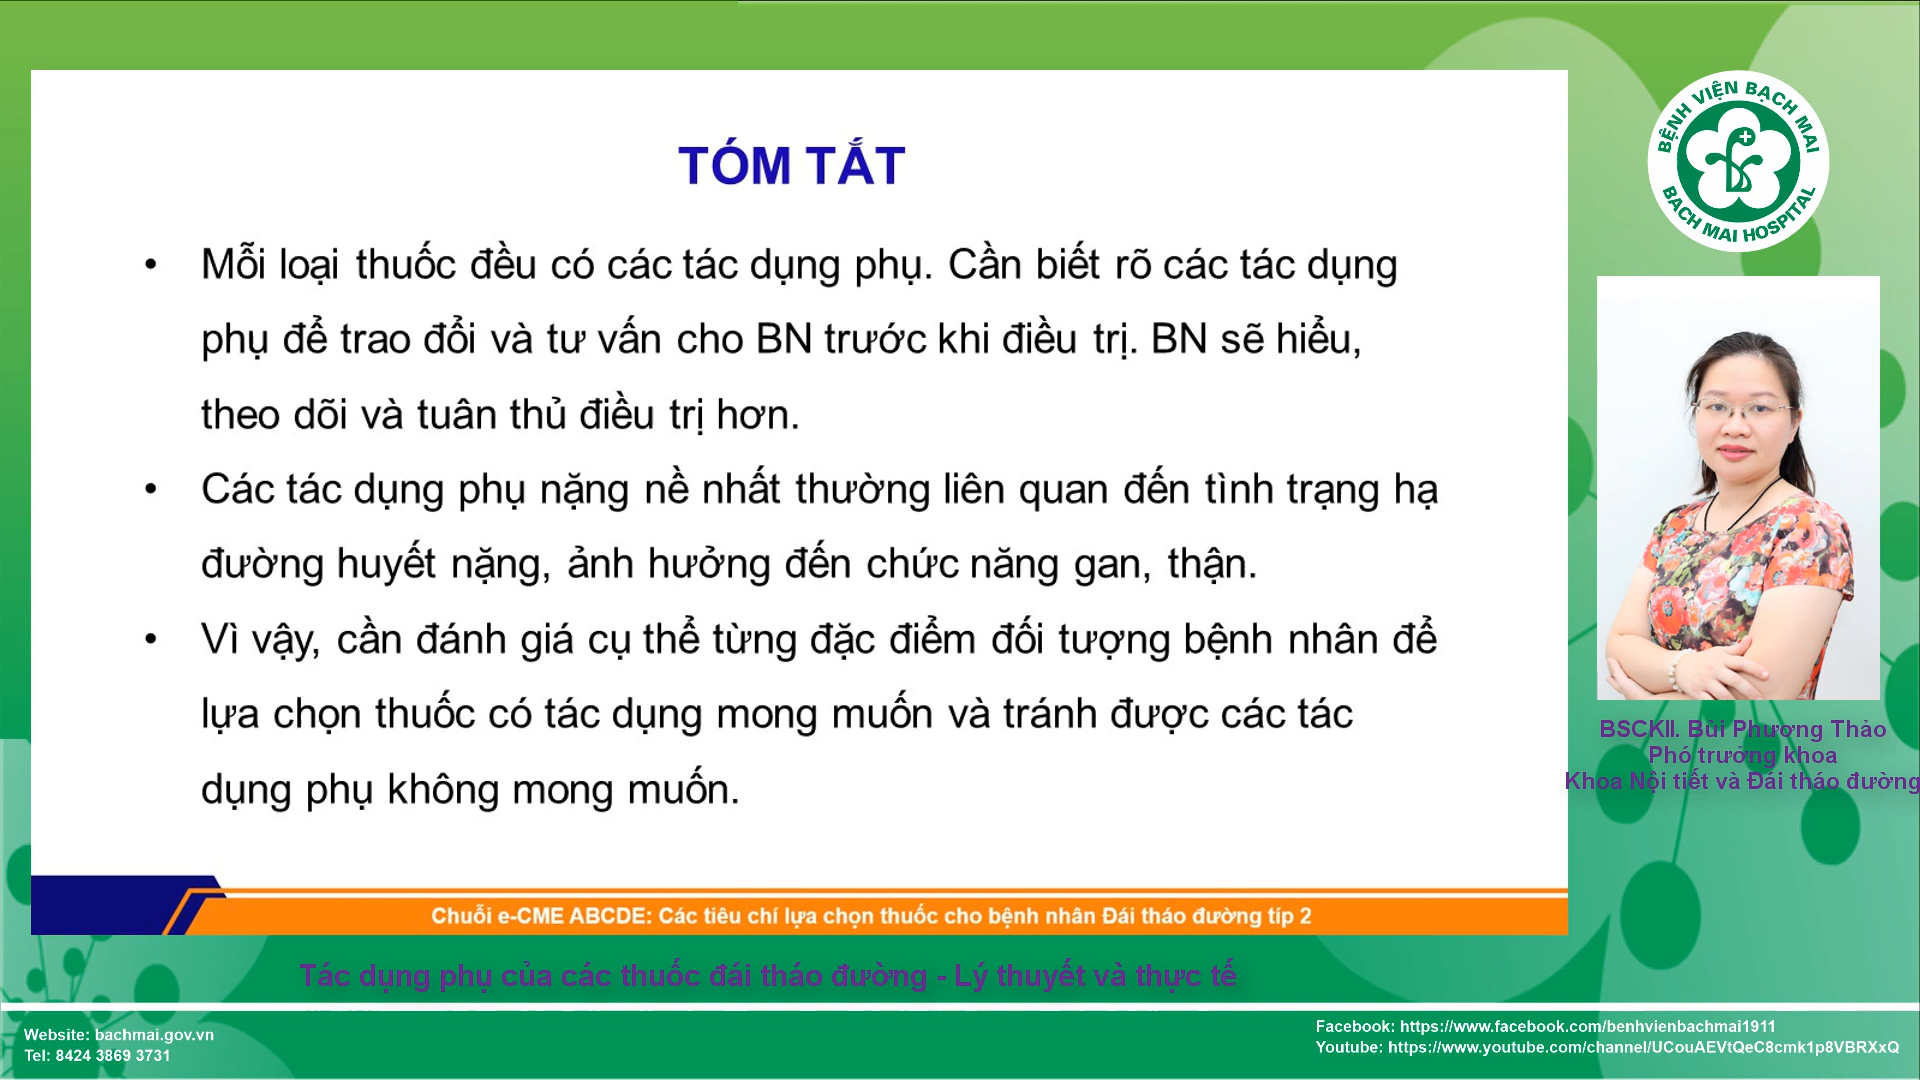 TÓM TẮT
• Mỗi loại thuốc đều có các tác dụng phụ. Cần biết rõ các tác dụng
phụ để trao đổi và tư vấn cho BN trước khi điều trị. BN sẽ hiểu,
theo dõi và tuân thủ điều trị hơn.
• Các tác dụng phụ nặng nề nhất thường liên quan đến tình trạng hạ
đường huyết nặng, ảnh hưởng đến chức năng gan, thận.
• Vì vậy, cần đánh giá cụ thể từng đặc điểm đối tượng bệnh nhân để
lựa chọn thuốc có tác dụng mong muốn và tránh được các tác
dụng phụ không mong muốn.
Chuỗi e-CME ABCDE: Các tiêu chí lựa chọn thuốc cho bệnh nhân Đái tháo đường típ 2
BỆNH VIỆN BẠCH MAI
BACH MAI HOSPITAL
BSCKII. Bùi Phương Thảo
Phó trưởng khoa
Khoa Nội tiết và Đái tháo đường
Tác dụng phụ của các thuốc đái tháo đường - Lý thuyết và thực tế
Website: bachmai.gov.vn
Tel: 8424 3869 3731
Facebook: https://www.facebook.com/benhvienbachmai1911
Youtube: https://www.youtube.com/channel/UCouAEVtQeC8cmk1p8VBRXxQ